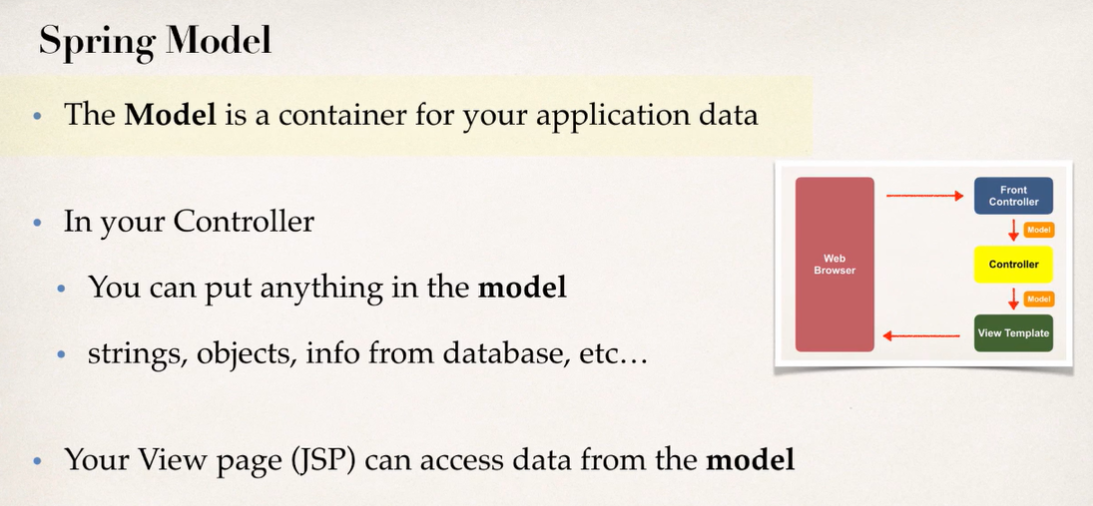 Spring Model
• The Model is a container for your application data
• In your Controller
• You can put anything in the model
• strings, objects, info from database, etc…
• Your View page (JSP) can access data from the model
Web
Browser
Front
Controller
Model
Controller
Model
View Template